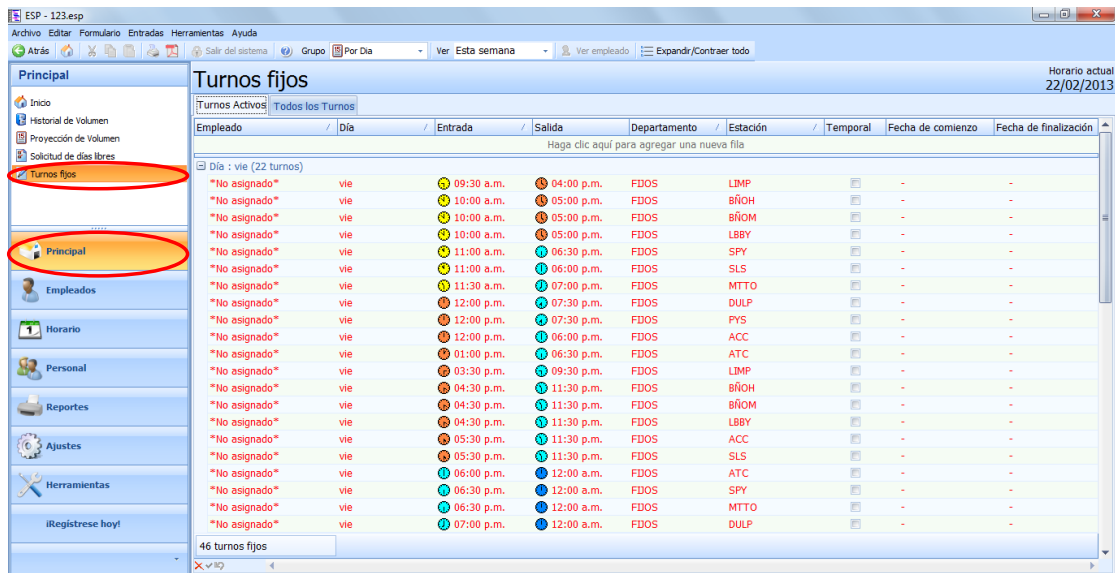 ESP - 123.esp
Archivo Editar Formulario Entradas Herramientas Ayuda
Atrás Salir del sistema Grupo Por Dia Ver Esta semana Ver empleado Expandir/Contraer todo
Principal
Inicio
Historial de Volumen
Proyección de Volumen
Solicitud de días libres
Turnos fijos
Principal
Empleados
Horario
Personal
Reportes
Ajustes
Herramientas
¡Regístrese hoy!
Turnos fijos
Horario actual
22/02/2013
Turnos Activos Todos los Turnos
Empleado Día Entrada Salida Departamento Estación Temporal Fecha de comienzo Fecha de finalización
Haga clic aquí para agregar una nueva fila
Día : vie (22 turnos)
*No asignado* vie 09:30 a.m. 04:00 p.m. FIJOS LIMP - -
*No asignado* vie 10:00 a.m. 05:00 p.m. FIJOS BÑOH - -
*No asignado* vie 10:00 a.m. 05:00 p.m. FIJOS BÑOM - -
*No asignado* vie 10:00 a.m. 05:00 p.m. FIJOS LBBY - -
*No asignado* vie 11:00 a.m. 06:30 p.m. FIJOS SPY - -
*No asignado* vie 11:00 a.m. 06:00 p.m. FIJOS SLS - -
*No asignado* vie 11:30 a.m. 07:00 p.m. FIJOS MTTO - -
*No asignado* vie 12:00 p.m. 07:30 p.m. FIJOS DULP - -
*No asignado* vie 12:00 p.m. 07:30 p.m. FIJOS PYS - -
*No asignado* vie 12:00 p.m. 06:00 p.m. FIJOS ACC - -
*No asignado* vie 01:00 p.m. 06:30 p.m. FIJOS ATC - -
*No asignado* vie 03:30 p.m. 09:30 p.m. FIJOS LIMP - -
*No asignado* vie 04:30 p.m. 11:30 p.m. FIJOS BÑOH - -
*No asignado* vie 04:30 p.m. 11:30 p.m. FIJOS BÑOM - -
*No asignado* vie 04:30 p.m. 11:30 p.m. FIJOS LBBY - -
*No asignado* vie 05:30 p.m. 11:30 p.m. FIJOS ACC - -
*No asignado* vie 05:30 p.m. 11:30 p.m. FIJOS SLS - -
*No asignado* vie 06:00 p.m. 12:00 a.m. FIJOS ATC - -
*No asignado* vie 06:30 p.m. 12:00 a.m. FIJOS SPY - -
*No asignado* vie 06:30 p.m. 12:00 a.m. FIJOS MTTO - -
*No asignado* vie 07:00 p.m. 12:00 a.m. FIJOS DULP - -
46 turnos fijos